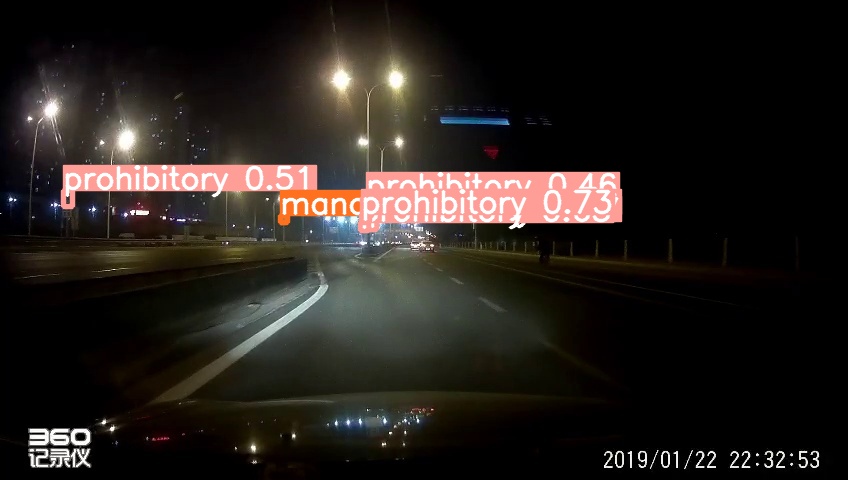 prohibitory 0.51
prohibitory 0.46
mand
prohibitory 0.73
360
记录仪
2019/01/22 22:32:53